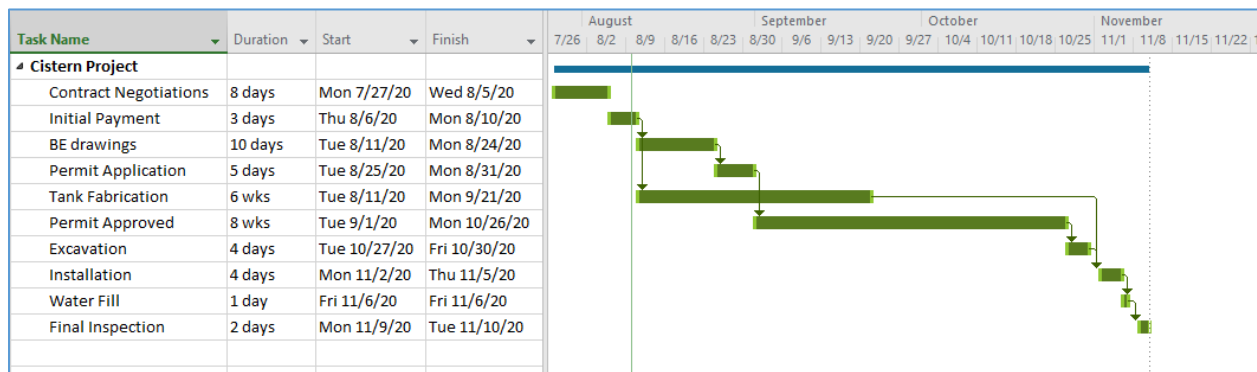 August September October November
Task Name Duration Start Finish 7/26 8/2 8/9 8/16 8/23 8/30 9/6 9/13 9/20 9/27 10/4 10/11 10/18 10/25 11/1 11/8 11/15 11/22
Cistern Project
Contract Negotiations 8 days Mon 7/27/20 Wed 8/5/20
Initial Payment 3 days Thu 8/6/20 Mon 8/10/20
BE drawings 10 days Tue 8/11/20 Mon 8/24/20
Permit Application 5 days Tue 8/25/20 Mon 8/31/20
Tank Fabrication 6 wks Tue 8/11/20 Mon 9/21/20
Permit Approved 8 wks Tue 9/1/20 Mon 10/26/20
Excavation 4 days Tue 10/27/20 Fri 10/30/20
Installation 4 days Mon 11/2/20 Thu 11/5/20
Water Fill 1 day Fri 11/6/20 Fri 11/6/20
Final Inspection 2 days Mon 11/9/20 Tue 11/10/20